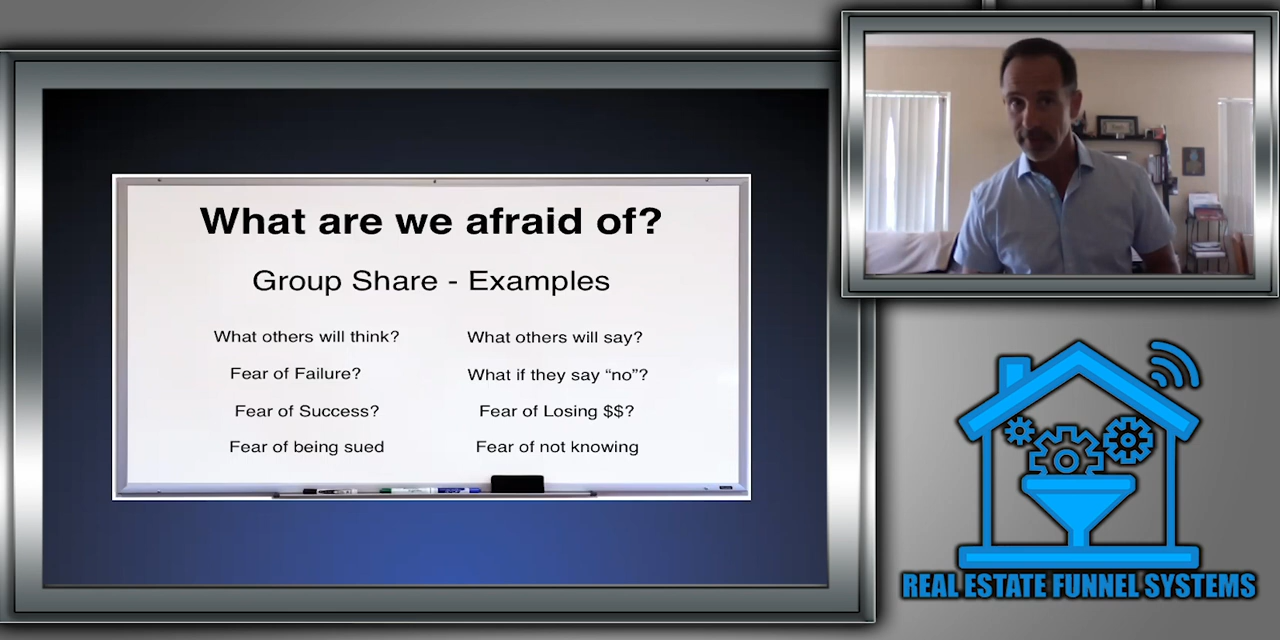 What are we afraid of?
Group Share - Examples
What others will think? What others will say?
Fear of Failure? What if they say “no”?
Fear of Success? Fear of Losing $$?
Fear of being sued Fear of not knowing
REAL ESTATE FUNNEL SYSTEMS